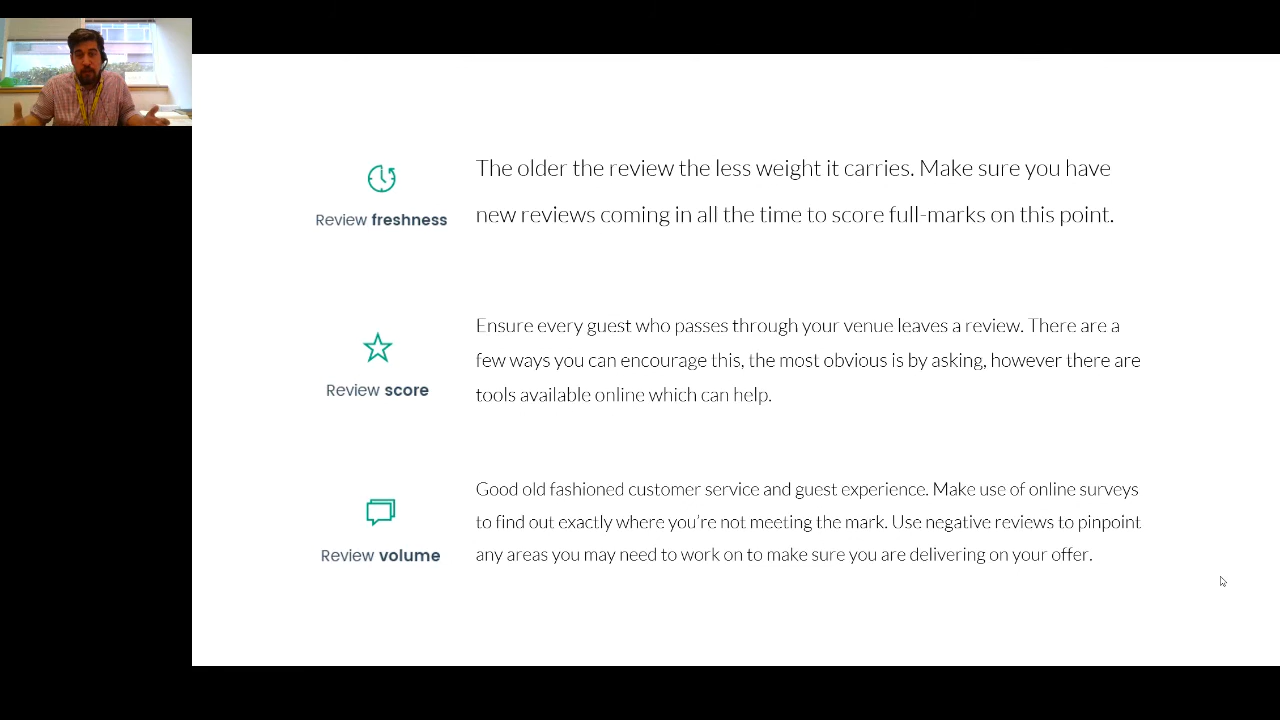 The older the review the less weight it carries. Make sure you have
new reviews coming in all the time to score full-marks on this point.
Review freshness
Ensure every guest who passes through your venue leaves a review. There are a
few ways you can encourage this, the most obvious is by asking, however there are
tools available online which can help.
Review score
Good old fashioned customer service and guest experience. Make use of online surveys
to find out exactly where you're not meeting the mark. Use negative reviews to pinpoint
any areas you may need to work on to make sure you are delivering on your offer.
Review volume